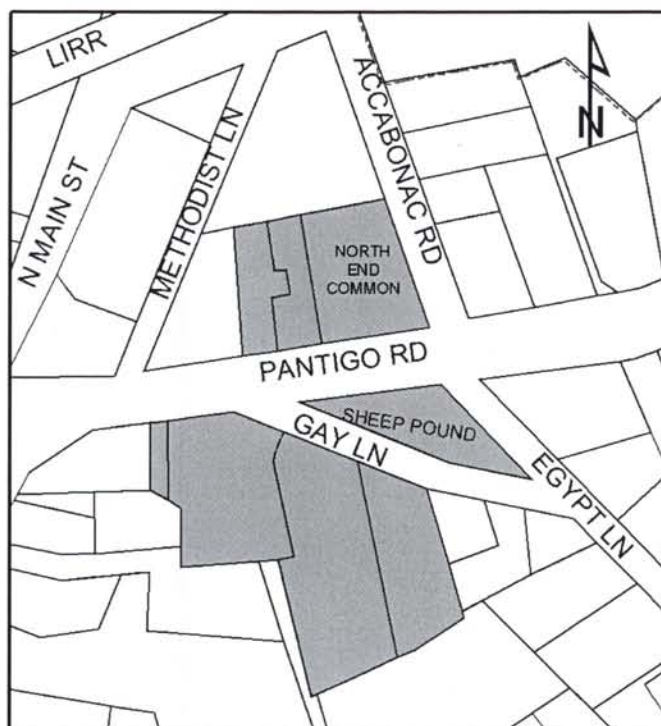 LIRR
ACCABONAC RD
N
METHODIST LN
N MAIN ST
NORTH
END
COMMON
PANTIGO RD
SHEEP POUND
GAY LN
EGYPT LN